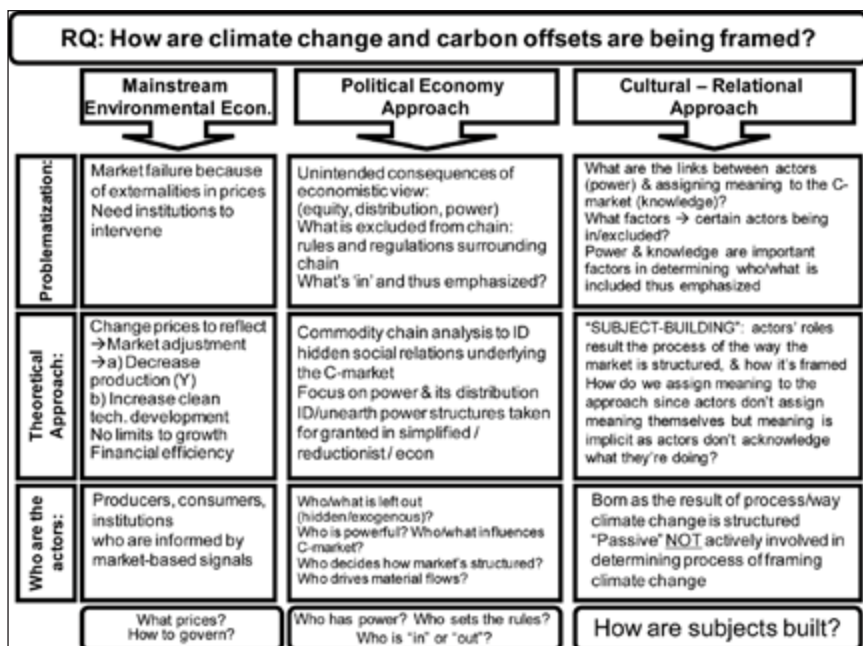 RQ: How are climate change and carbon offsets are being framed?
Mainstream
Environmental Econ.
Political Economy
Approach
Cultural – Relational
Approach
Problematization:
Market failure because
of externalities in prices
Need institutions to
intervene
Unintended consequences of
economistic view:
(equity, distribution, power)
What is excluded from chain:
rules and regulations surrounding
chain
What's 'in' and thus emphasized?
What are the links between actors
(power) & assigning meaning to the C-
market (knowledge)?
What factors → certain actors being
in/excluded?
Power & knowledge are important
factors in determining who/what is
included thus emphasized
Theoretical
Approach:
Change prices to reflect
→Market adjustment
→a) Decrease
production (Y)
b) Increase clean
tech. development
No limits to growth
Financial efficiency
Commodity chain analysis to ID
hidden social relations underlying
the C-market
Focus on power & its distribution
ID/unearth power structures taken
for granted in simplified /
reductionist / econ
"SUBJECT-BUILDING": actors' roles
result the process of the way the
market is structured, & how it's framed
How do we assign meaning to the
approach since actors don't assign
meaning themselves but meaning is
implicit as actors don't acknowledge
what they're doing?
Who are the
actors:
Producers, consumers,
institutions
who are informed by
market-based signals
Who/what is left out
(hidden/exogenous)?
Who is powerful? Who/what influences
C-market?
Who decides how market's structured?
Who drives material flows?
Born as the result of process/way
climate change is structured
"Passive" NOT actively involved in
determining process of framing
climate change
What prices?
How to govern?
Who has power? Who sets the rules?
Who is "in" or "out"?
How are subjects built?